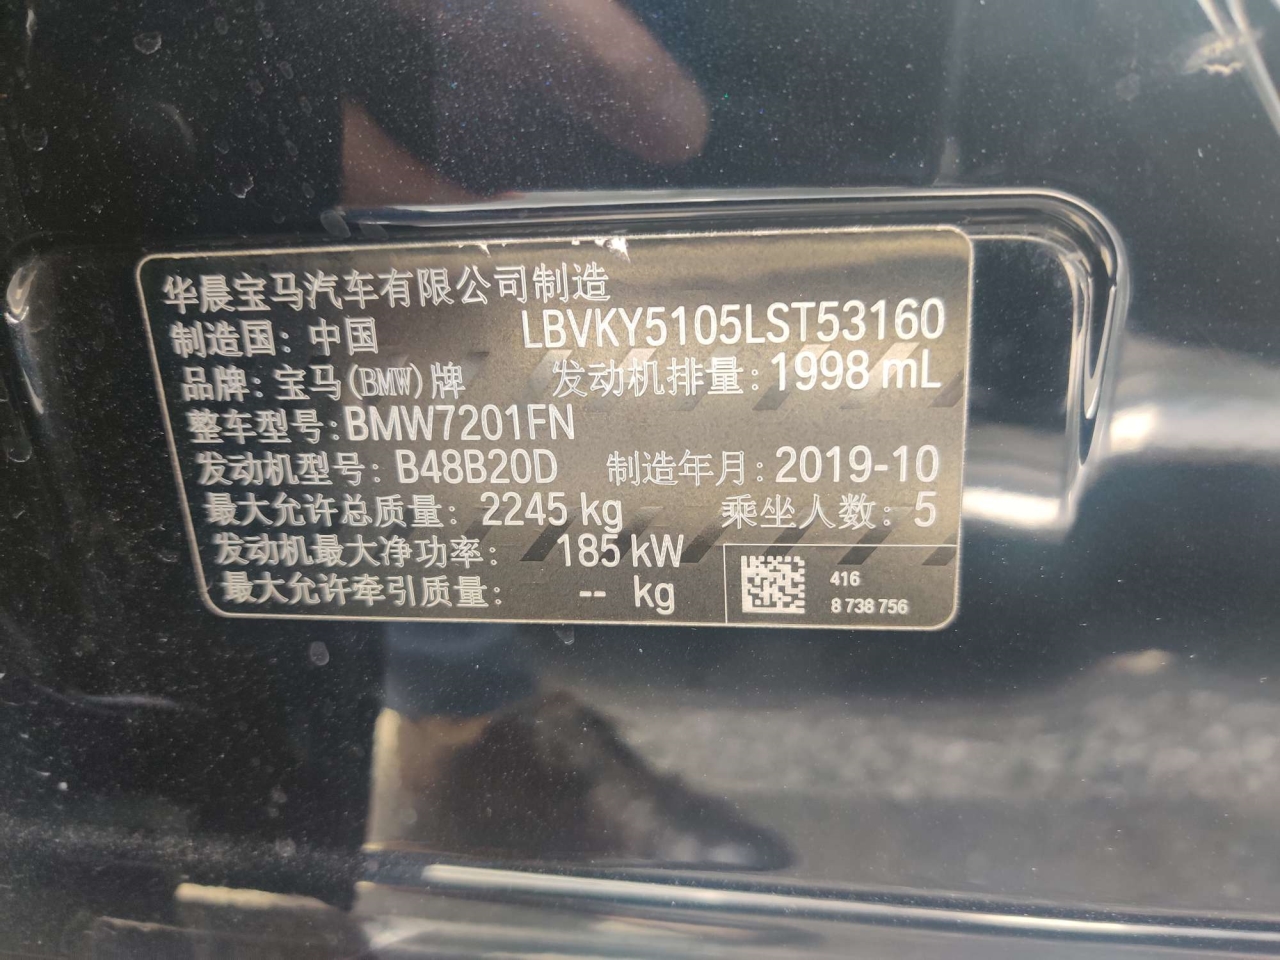 华晨宝马汽车有限公司制造
制造国：中国 LBVKY5105LST53160
品牌：宝马(BMW)牌 发动机排量：1998 mL
整车型号：BMW7201FN
发动机型号：B48B20D 制造年月：2019-10
最大允许总质量：2245 kg 乘坐人数：5
发动机最大净功率：185 kW
最大允许牵引质量：-- kg
416
8 738 756